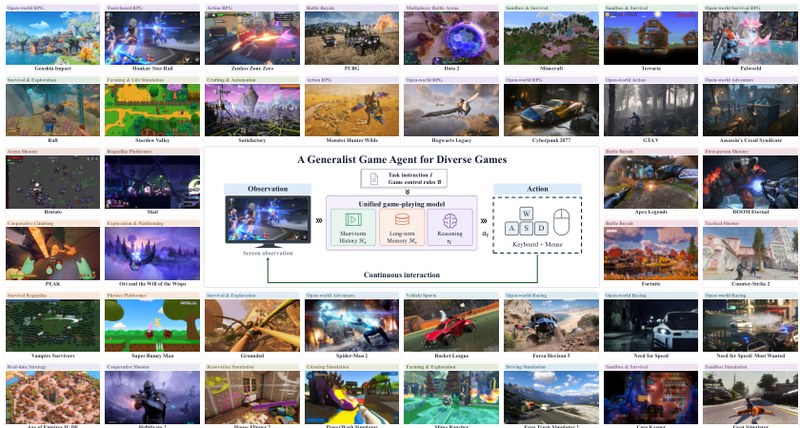 Open-world RPG
Turn-based RPG
Action RPG
Battle Royale
Multiplayer Battle Arena
Sandbox & Survival
Sandbox & Survival
Open-world Survival RPG
Genshin Impact
Honkai: Star Rail
Zenless Zone Zero
PUBG
Dota 2
Minecraft
Terraria
Palworld
Survival & Exploration
Farming & Life Simulation
Crafting & Automation
Action RPG
Open-world RPG
Open-world RPG
Open-world Action
Open-world Adventure
Raft
Stardew Valley
Satisfactory
Monster Hunter Wilds
Hogwarts Legacy
Cyberpunk 2077
GTA V
Assassin's Creed Syndicate
Arena Shooter
Roguelike Platformer
Battle Royale
First-person Shooter
Brotato
Skul
Apex Legends
DOOM Eternal
A Generalist Game Agent for Diverse Games
Task instruction I
Game control rules
Observation
Action
Unified game-playing model
Short-term
History
Long-term
Memory
Reasoning
W
A S D
Keyboard + Mouse
Screen observation
Continuous interaction
Cooperative Climbing
Exploration & Platforming
Battle Royale
Tactical Shooter
PEAK
Ori and the Will of the Wisps
Fortnite
Counter-Strike 2
Survival Roguelike
Physics Platformer
Survival & Exploration
Open-world Adventure
Vehicle Sports
Open-world Racing
Open-world Racing
Open-world Racing
Vampire Survivors
Super Bunny Man
Grounded
Spider-Man 2
Rocket League
Forza Horizon 5
Need for Speed
Need for Speed: Most Wanted
Real-time Strategy
Cooperative Shooter
Renovation Simulation
Cleaning Simulation
Farming & Exploration
Driving Simulation
Sandbox & Survival
Sandbox Simulation
Age of Empires II: DE
Helldivers 2
House Flipper 2
PowerWash Simulator
Slime Rancher
Euro Truck Simulator 2
Core Keeper
Goat Simulator